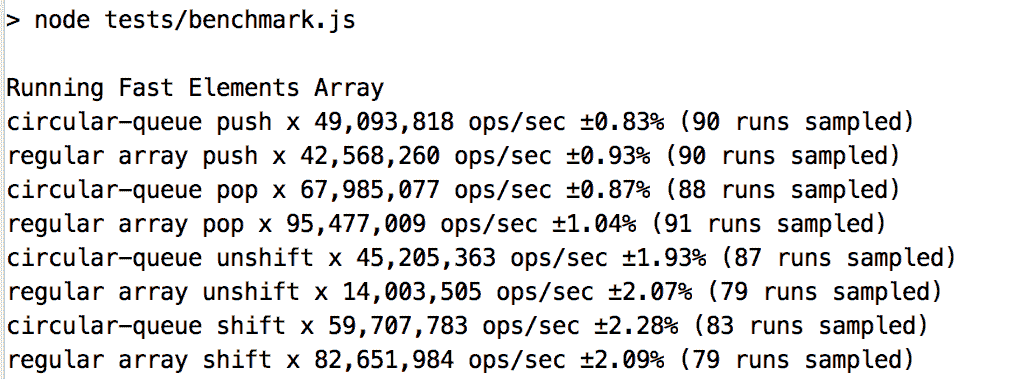 > node tests/benchmark.js
Running Fast Elements Array
circular-queue push x 49,093,818 ops/sec ±0.83% (90 runs sampled)
regular array push x 42,568,260 ops/sec ±0.93% (90 runs sampled)
circular-queue pop x 67,985,077 ops/sec ±0.87% (88 runs sampled)
regular array pop x 95,477,009 ops/sec ±1.04% (91 runs sampled)
circular-queue unshift x 45,205,363 ops/sec ±1.93% (87 runs sampled)
regular array unshift x 14,003,505 ops/sec ±2.07% (79 runs sampled)
circular-queue shift x 59,707,783 ops/sec ±2.28% (83 runs sampled)
regular array shift x 82,651,984 ops/sec ±2.09% (79 runs sampled)